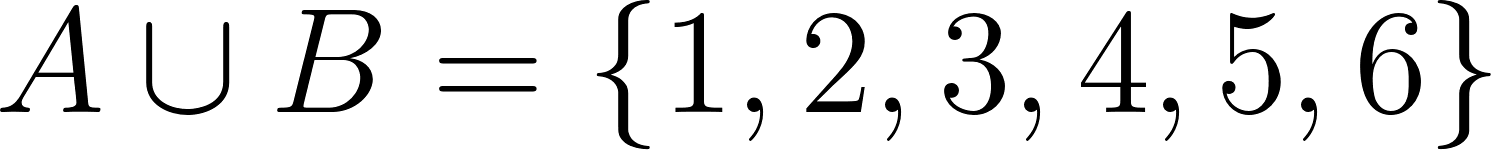 A ∪ B = {1, 2, 3, 4, 5, 6}